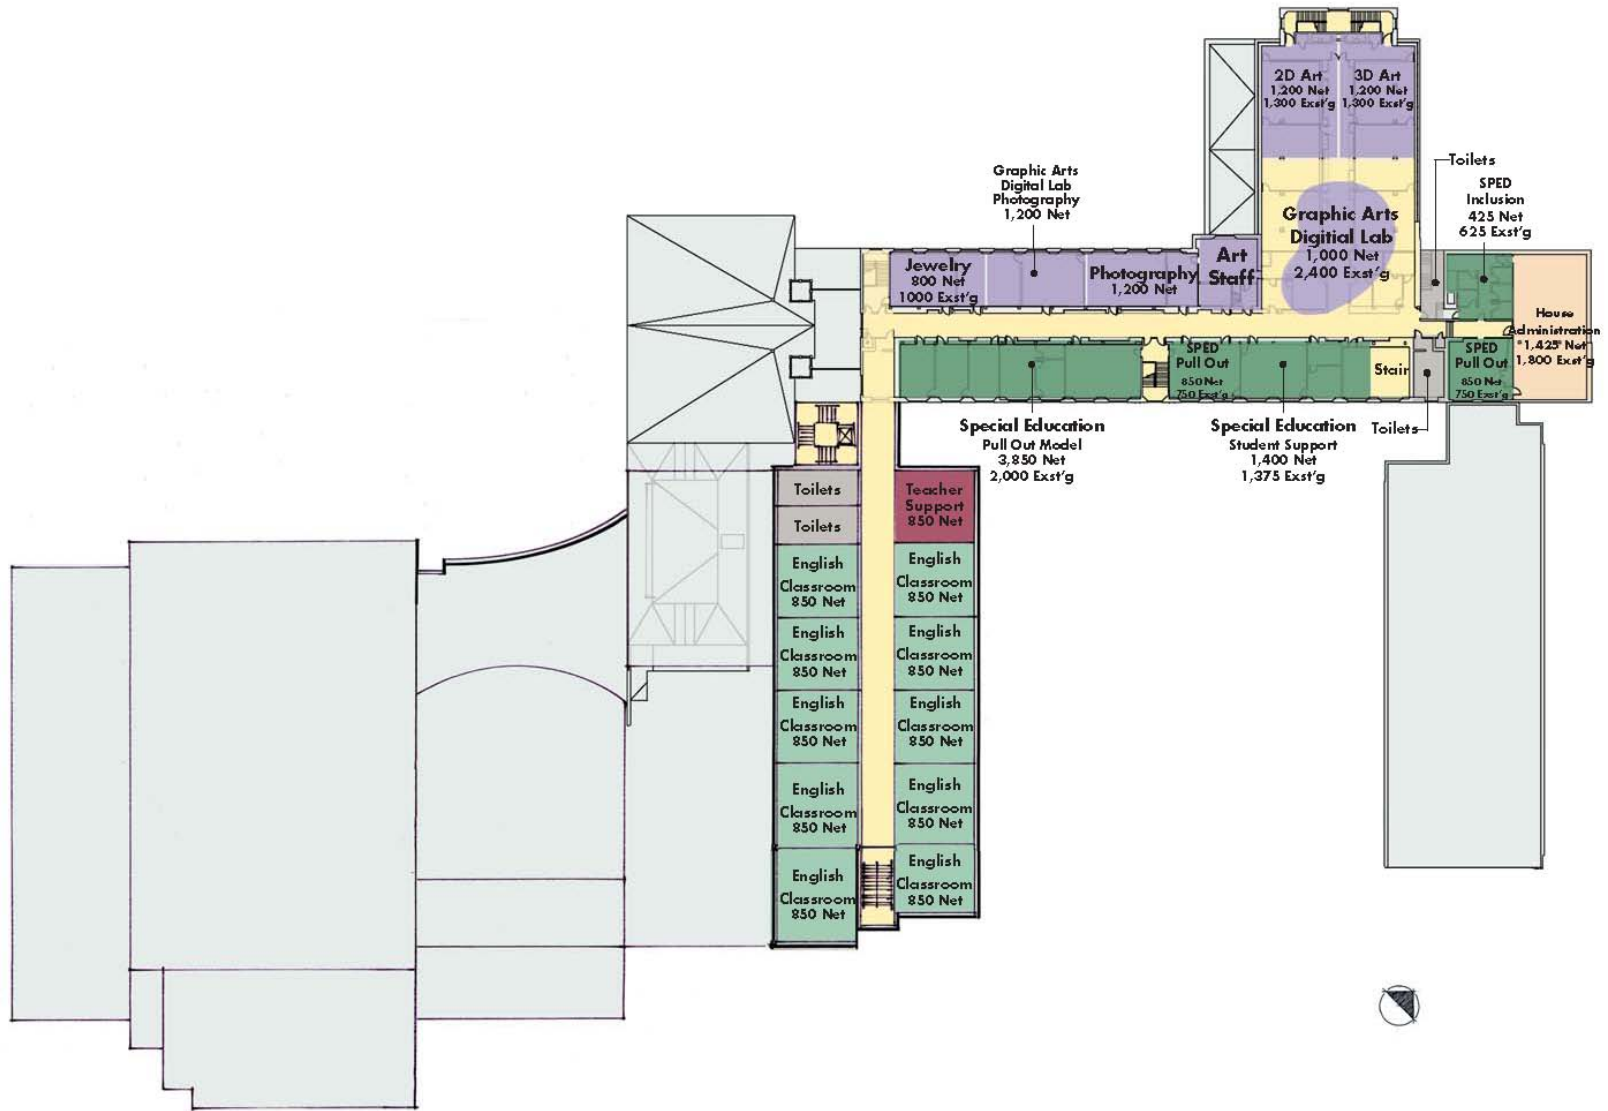 2D Art
1,200 Net
1,300 Exst'g
3D Art
1,200 Net
1,300 Exst'g
Toilets
SPED
Inclusion
425 Net
625 Exst'g
Graphic Arts
Digital Lab
Photography
1,200 Net
Graphic Arts
Digitial Lab
1,000 Net
2,400 Exst'g
Jewelry
800 Net
1000 Exst'g
Photography
1,200 Net
Art
Staff
House
Administration
*1,425 Net
1,800 Exst'g
SPED
Pull Out
850 Net
750 Exst'g
Stair
SPED
Pull Out
850 Net
750 Exst'g
Special Education
Pull Out Model
3,850 Net
2,000 Exst'g
Special Education
Student Support
1,400 Net
1,375 Exst'g
Toilets
Toilets
Toilets
Teacher
Support
850 Net
English
Classroom
850 Net
English
Classroom
850 Net
English
Classroom
850 Net
English
Classroom
850 Net
English
Classroom
850 Net
English
Classroom
850 Net
English
Classroom
850 Net
English
Classroom
850 Net
English
Classroom
850 Net
English
Classroom
850 Net